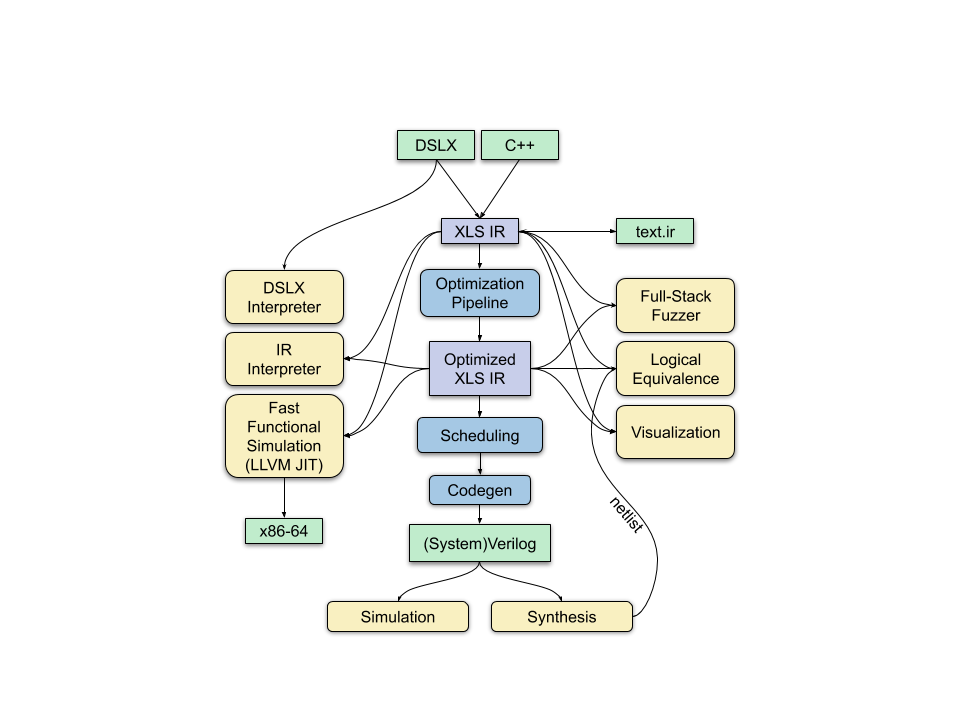 DSLX
C++
XLS IR
text.ir
DSLX
Interpreter
Optimization
Pipeline
Full-Stack
Fuzzer
IR
Interpreter
Optimized
XLS IR
Logical
Equivalence
Fast
Functional
Simulation
(LLVM JIT)
Scheduling
Visualization
Codegen
netlist
x86-64
(System)Verilog
Simulation
Synthesis